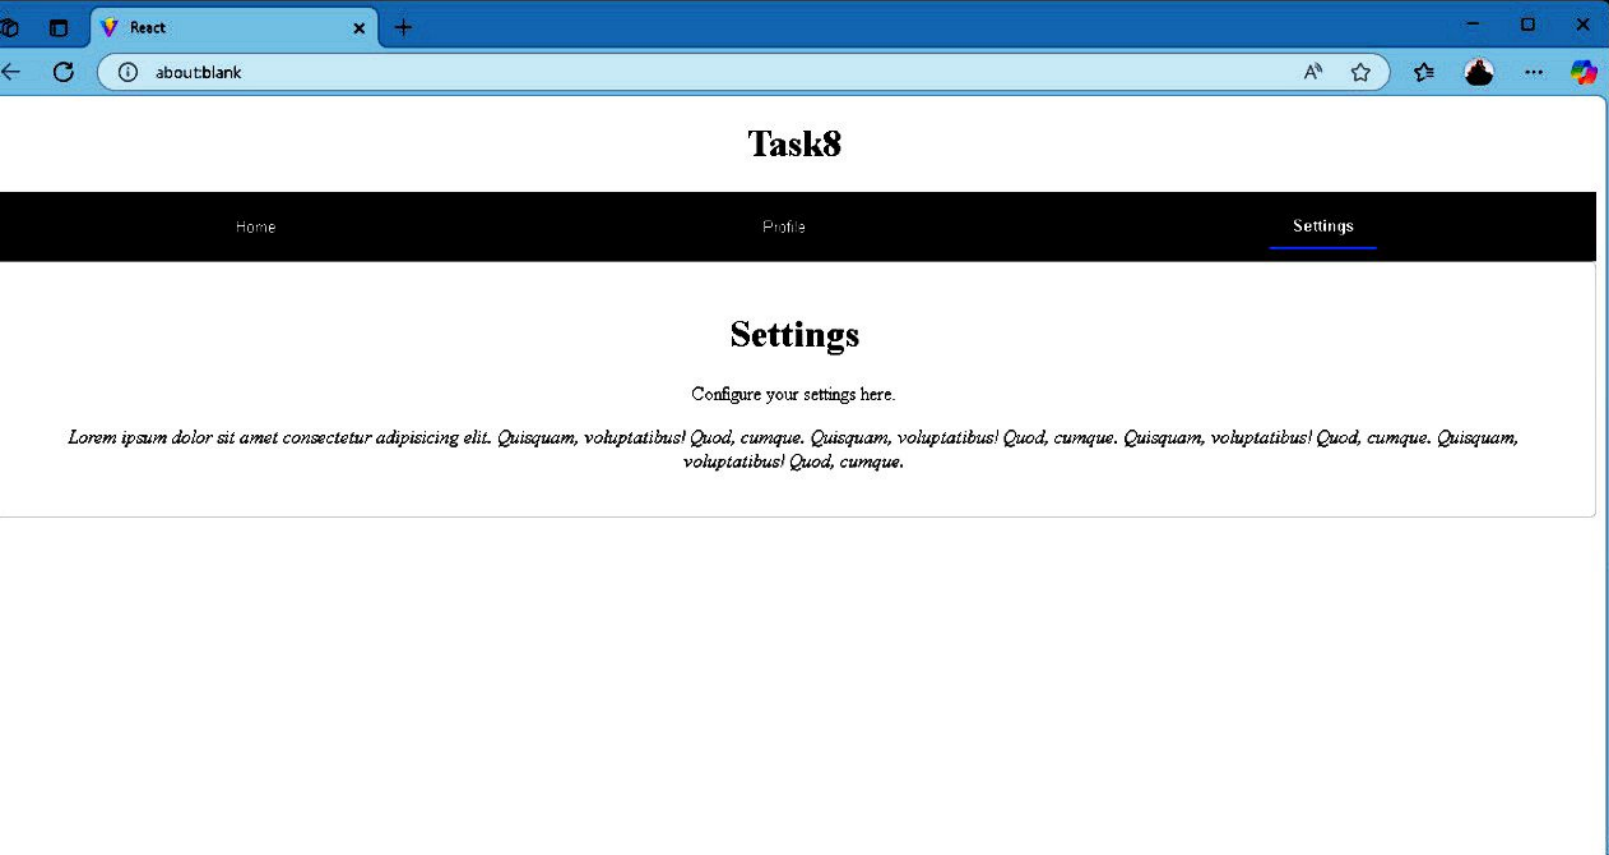 React
about:blank
Task8
Home Profile Settings
Settings
Configure your settings here.
Lorem ipsum dolor sit amet consectetur adipisicing elit. Quisquam, voluptatibus! Quod, cumque. Quisquam, voluptatibus! Quod, cumque. Quisquam, voluptatibus! Quod, cumque. Quisquam,
voluptatibus! Quod, cumque.